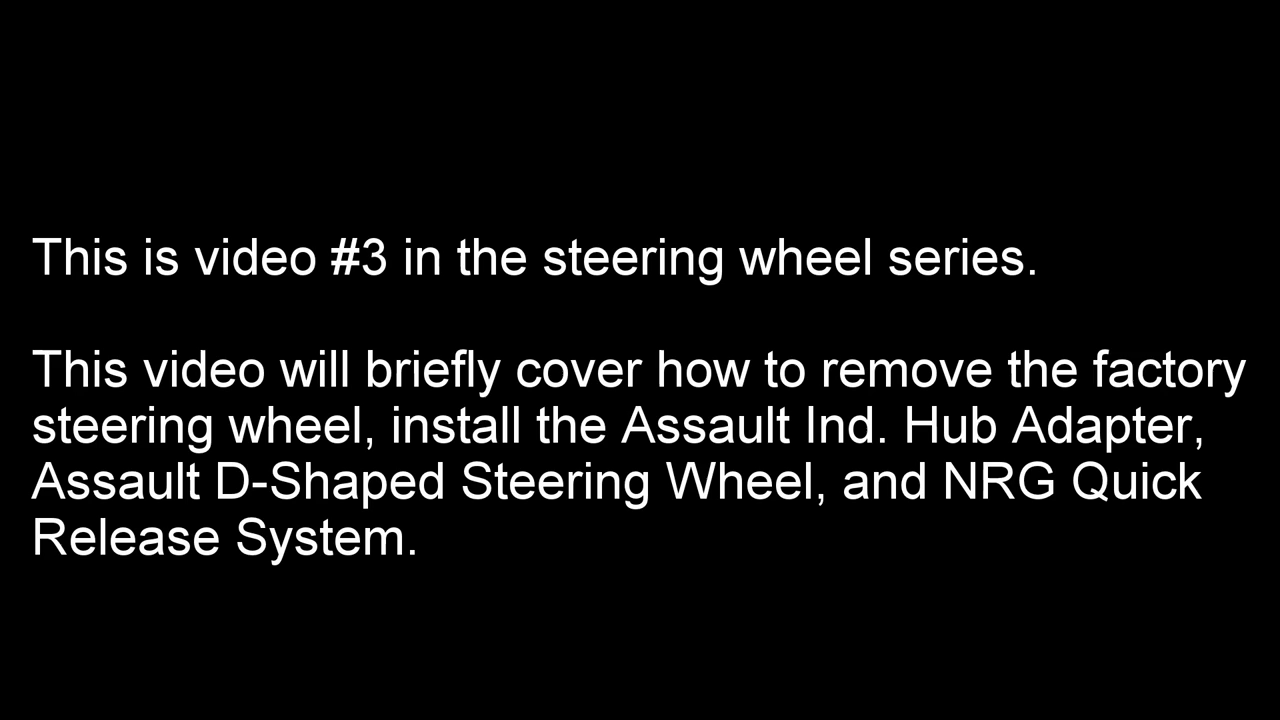 This is video #3 in the steering wheel series.
This video will briefly cover how to remove the factory
steering wheel, install the Assault Ind. Hub Adapter,
Assault D-Shaped Steering Wheel, and NRG Quick
Release System.